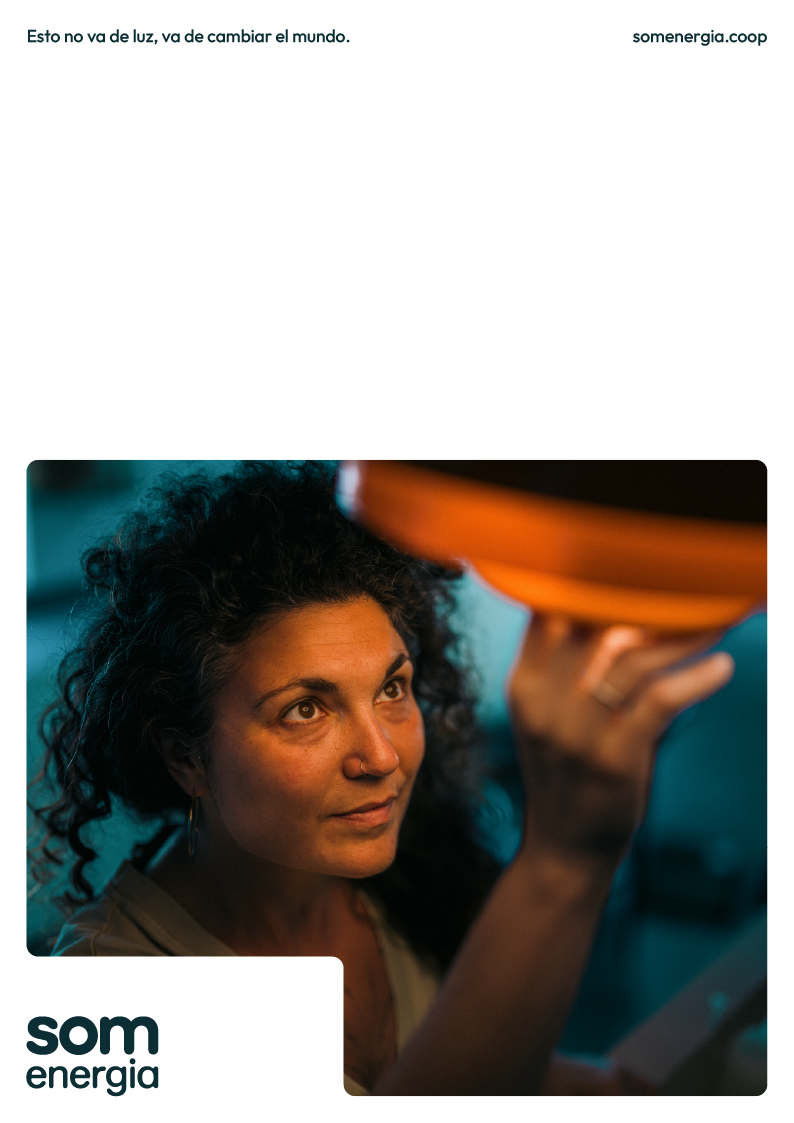 Esto no va de luz, va de cambiar el mundo.
somenergia.coop
som
energia